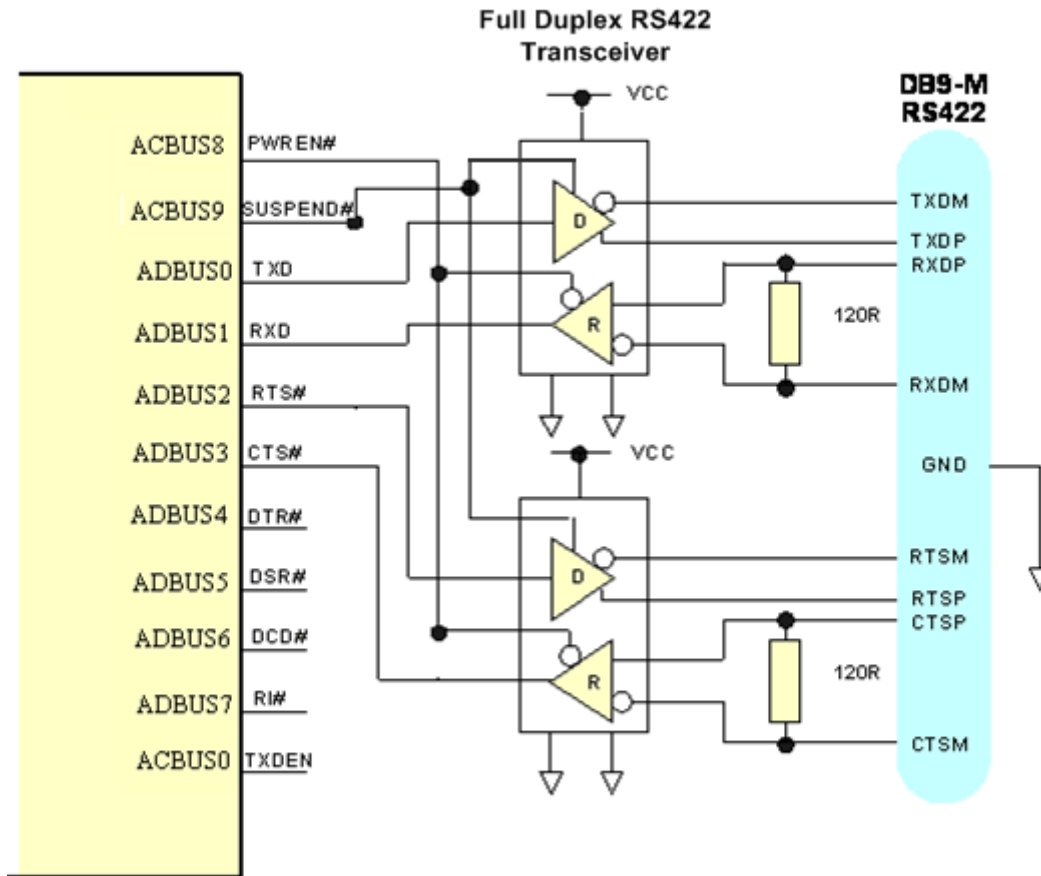 Full Duplex RS422
Transceiver
VCC
DB9-M
RS422
ACBUS8 PWREN#
ACBUS9 SUSPEND#
ADBUS0 TXD
ADBUS1 RXD
ADBUS2 RTS#
ADBUS3 CTS#
ADBUS4 DTR#
ADBUS5 DSR#
ADBUS6 DCD#
ADBUS7 RI#
ACBUS0 TXDEN
D
R
VCC
D
R
TXDM
TXDP
RXDP
120R
RXDM
GND
RTSM
RTSP
CTSP
120R
CTSM